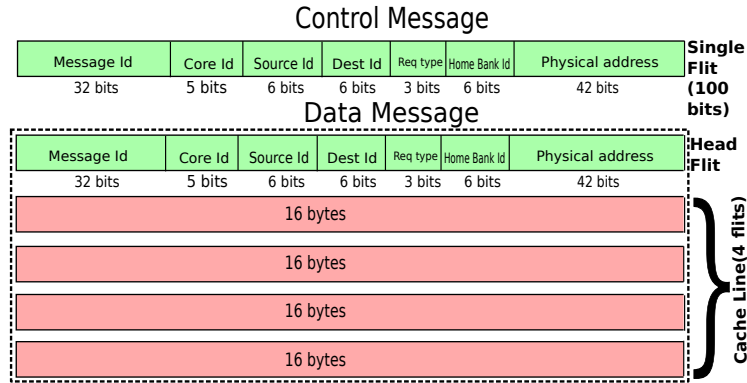 Control Message
Message Id Core Id Source Id Dest Id Req type Home Bank Id Physical address
32 bits 5 bits 6 bits 6 bits 3 bits 6 bits 42 bits
Single
Flit
(100
bits)
Data Message
Message Id Core Id Source Id Dest Id Req type Home Bank Id Physical address
32 bits 5 bits 6 bits 6 bits 3 bits 6 bits 42 bits
Head
Flit
16 bytes
16 bytes
16 bytes
16 bytes
Cache Line(4 flits)